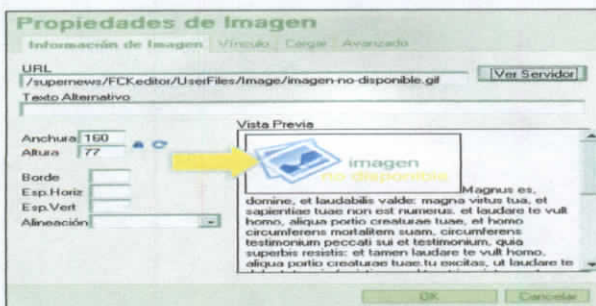 Propiedades de Imagen
Información de Imagen Vínculo Cargar Avanzado
URL
/supernews/FCKeditor/UserFiles/Image/imagen-no-disponible.gif Ver Servidor
Texto Alternativo
Anchura 160
Altura 77
Borde
Esp.Horiz
Esp.Vert
Alineación
Vista Previa
imagen
no disponible
Magnus es,
domine, et laudabilis valde: magna virtus tua, et
sapientiae tuae non est numerus. et laudare te vult
homo, aliqua portio creaturae tuae, et homo
circumferens mortalitem suam, circumferens
testimonium peccati sui et testimonium, quia
superbis resistis: et tamen laudare te vult homo,
aliqua portio creaturae tuae.tu excitas, ut laudare te
OK Cancelar